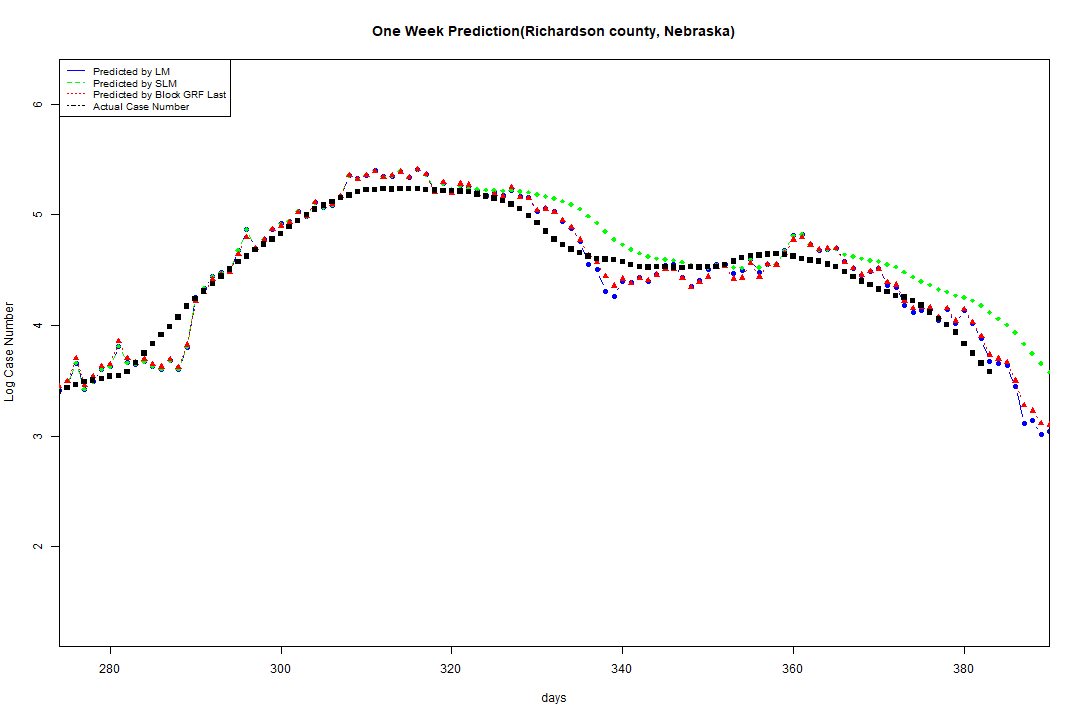 One Week Prediction(Richardson county, Nebraska)
Predicted by LM
Predicted by SLM
Predicted by Block GRF Last
Actual Case Number
6
5
4
3
2
Log Case Number
280 300 320 340 360 380
days